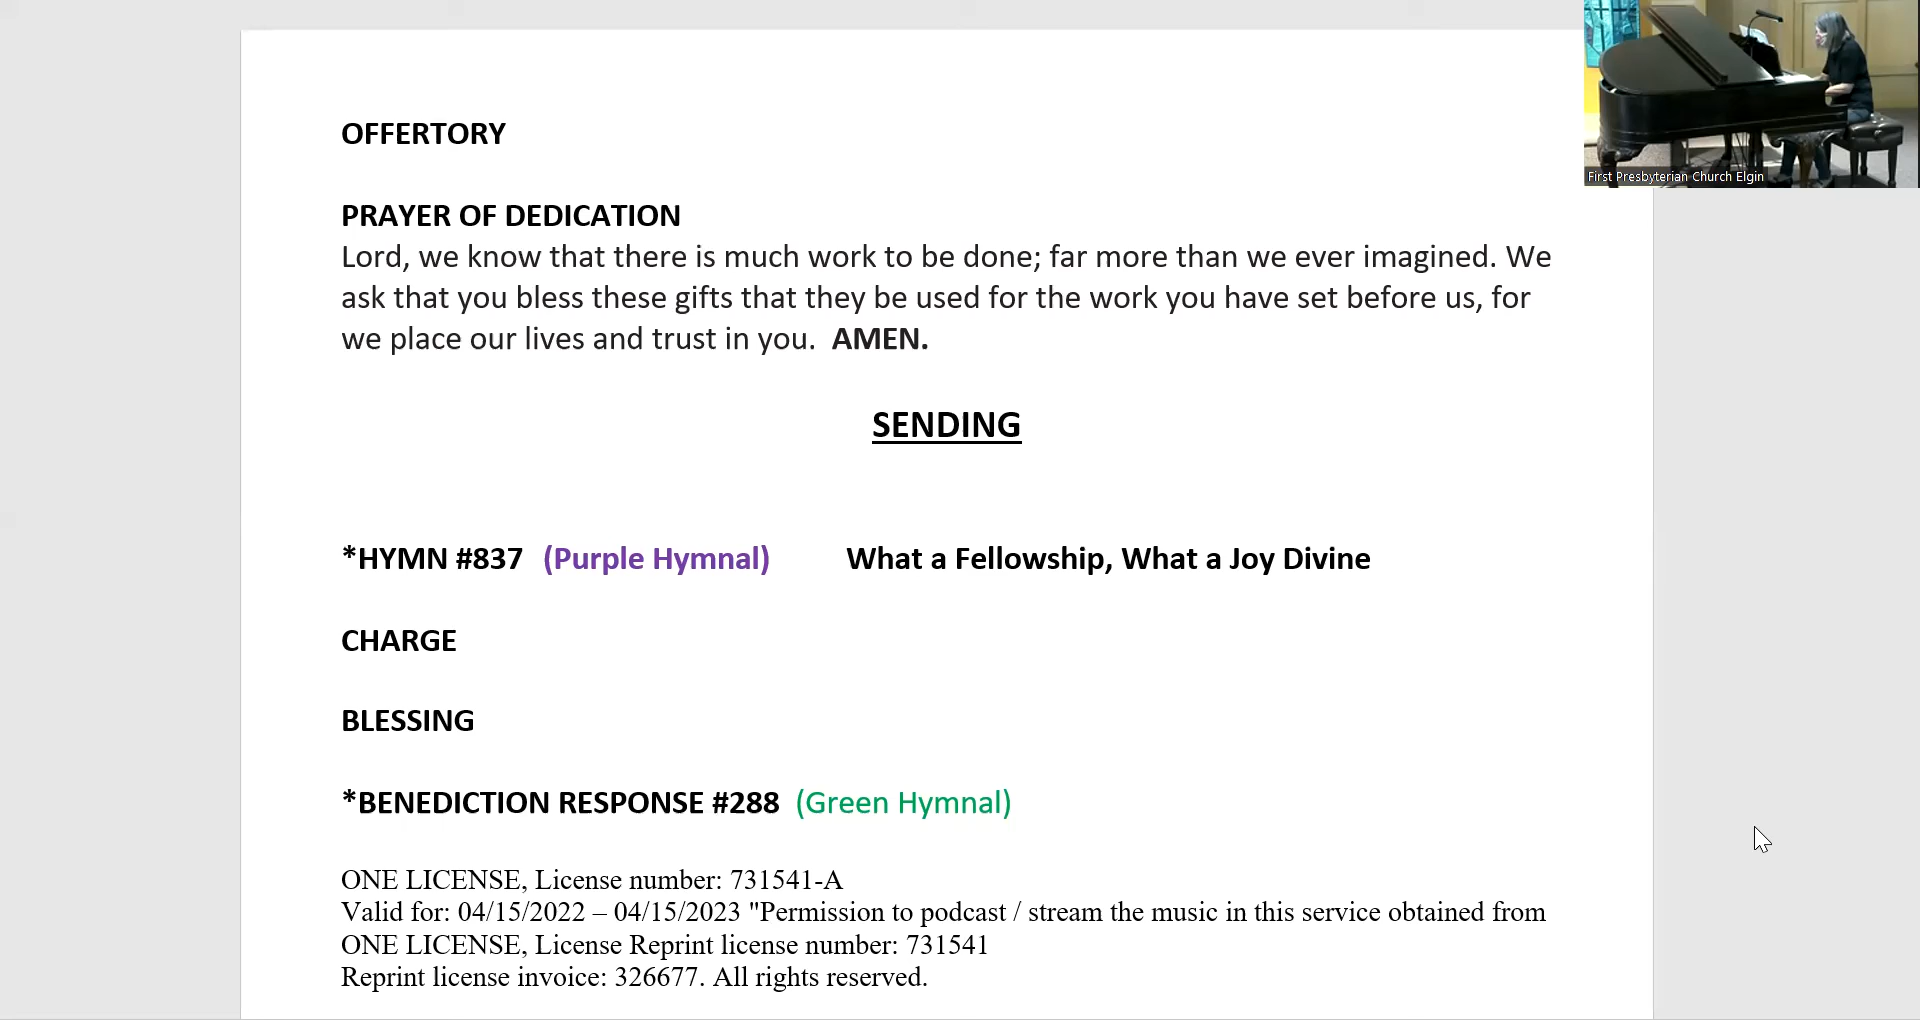 OFFERTORY
PRAYER OF DEDICATION
Lord, we know that there is much work to be done; far more than we ever imagined. We
ask that you bless these gifts that they be used for the work you have set before us, for
we place our lives and trust in you.  AMEN.
SENDING
*HYMN #837 (Purple Hymnal) What a Fellowship, What a Joy Divine
CHARGE
BLESSING
*BENEDICTION RESPONSE #288 (Green Hymnal)
ONE LICENSE, License number: 731541-A
Valid for: 04/15/2022 – 04/15/2023 "Permission to podcast / stream the music in this service obtained from
ONE LICENSE, License Reprint license number: 731541
Reprint license invoice: 326677. All rights reserved.
First Presbyterian Church Elgin